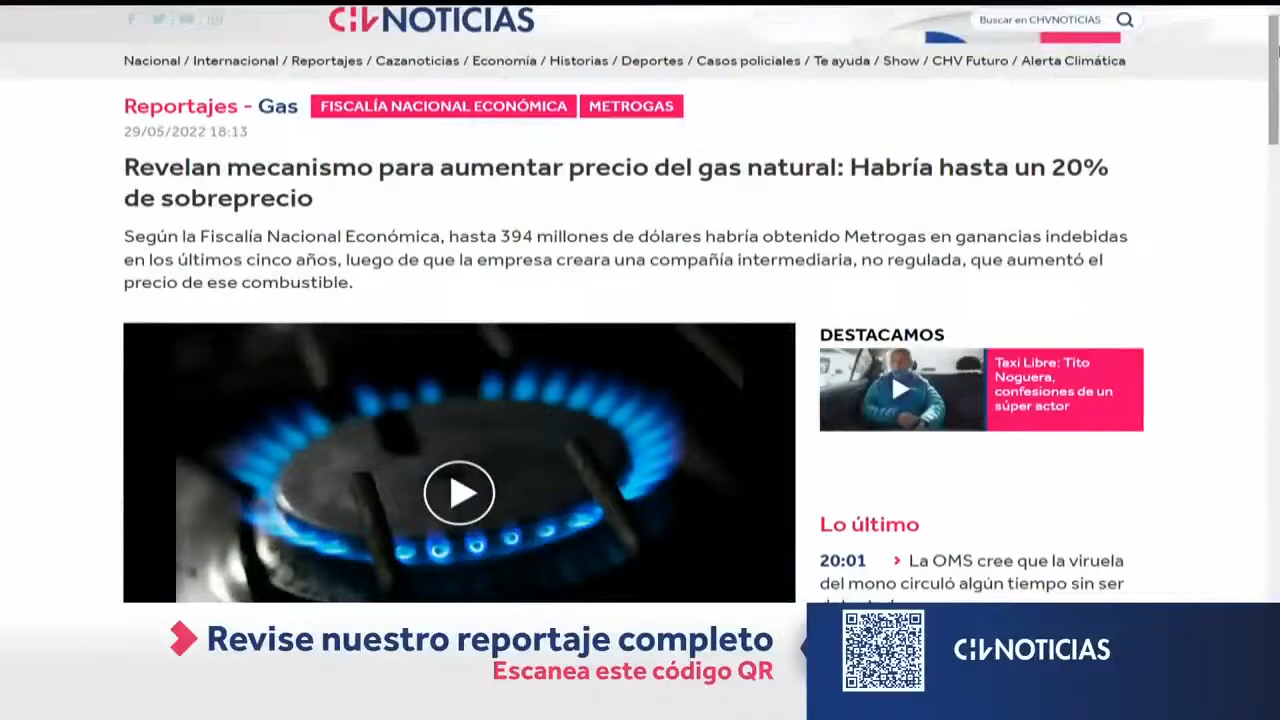 CHV NOTICIAS
Buscar en CHVNOTICIAS
Nacional / Internacional / Reportajes / Cazanoticias / Economía / Historias / Deportes / Casos policiales / Te ayuda / Show / CHV Futuro / Alerta Climática
Reportajes - Gas FISCALÍA NACIONAL ECONÓMICA METROGAS
29/05/2022 18:13
Revelan mecanismo para aumentar precio del gas natural: Habría hasta un 20%
de sobreprecio
Según la Fiscalía Nacional Económica, hasta 394 millones de dólares habría obtenido Metrogas en ganancias indebidas
en los últimos cinco años, luego de que la empresa creara una compañía intermediaria, no regulada, que aumentó el
precio de ese combustible.
DESTACAMOS
Taxi Libre: Tito
Noguera,
confesiones de un
súper actor
Lo último
20:01 › La OMS cree que la viruela
del mono circuló algún tiempo sin ser
Revise nuestro reportaje completo
Escanea este código QR
CHV NOTICIAS